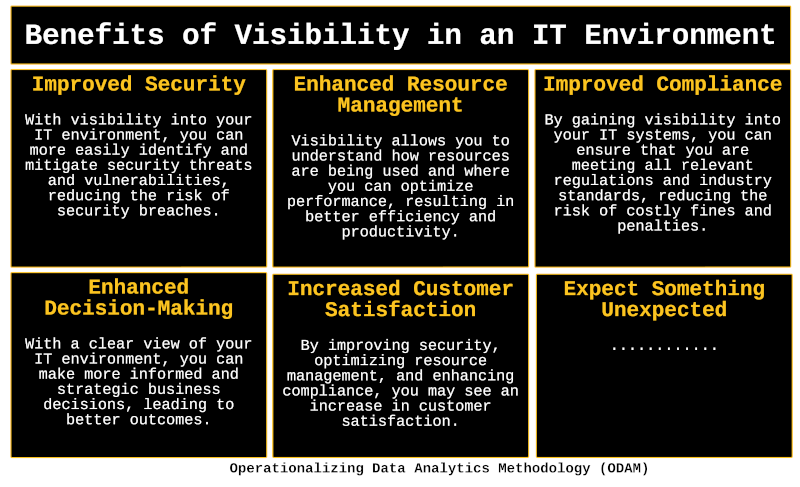 Benefits of Visibility in an IT Environment
Improved Security
With visibility into your
IT environment, you can
more easily identify and
mitigate security threats
and vulnerabilities,
reducing the risk of
security breaches.
Enhanced Resource
Management
Visibility allows you to
understand how resources
are being used and where
you can optimize
performance, resulting in
better efficiency and
productivity.
Improved Compliance
By gaining visibility into
your IT systems, you can
ensure that you are
meeting all relevant
regulations and industry
standards, reducing the
risk of costly fines and
penalties.
Enhanced
Decision-Making
With a clear view of your
IT environment, you can
make more informed and
strategic business
decisions, leading to
better outcomes.
Increased Customer
Satisfaction
By improving security,
optimizing resource
management, and enhancing
compliance, you may see an
increase in customer
satisfaction.
Expect Something
Unexpected
............
Operationalizing Data Analytics Methodology (ODAM)